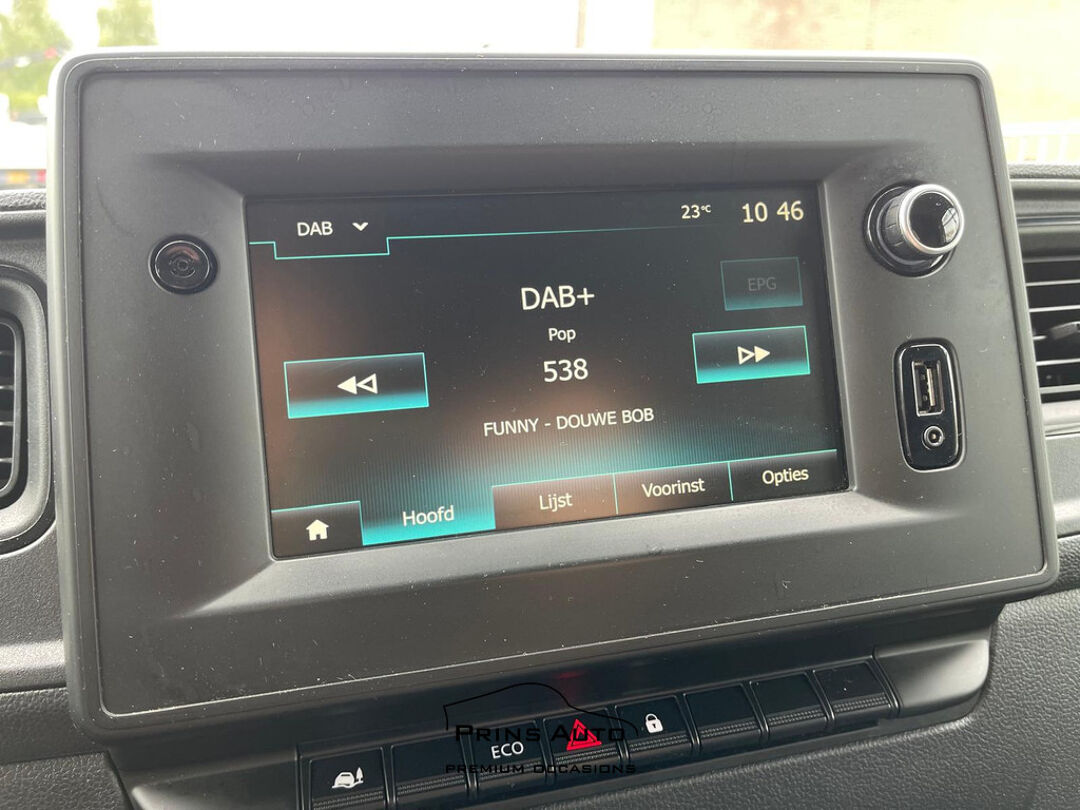 DAB
23°C 10 46
EPG
DAB+
Pop
538
FUNNY - DOUWE BOB
Hoofd Lijst Voorinst Opties
ECO
PRINS AUTO
PREMIUM OCCASIONS